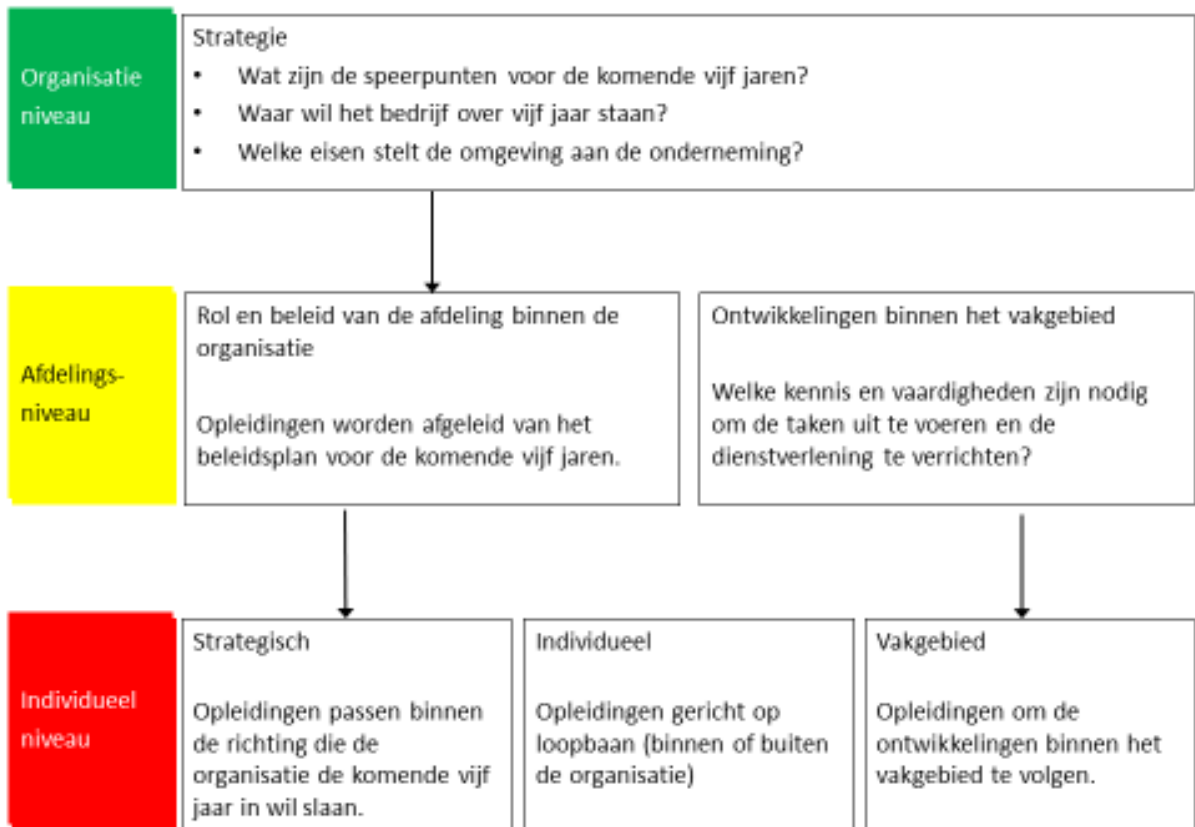 Organisatie
niveau
Strategie
• Wat zijn de speerpunten voor de komende vijf jaren?
• Waar wil het bedrijf over vijf jaar staan?
• Welke eisen stelt de omgeving aan de onderneming?
Afdelings-
niveau
Rol en beleid van de afdeling binnen de
organisatie
Opleidingen worden afgeleid van het
beleidsplan voor de komende vijf jaren.
Ontwikkelingen binnen het vakgebied
Welke kennis en vaardigheden zijn nodig
om de taken uit te voeren en de
dienstverlening te verrichten?
Individueel
niveau
Strategisch
Opleidingen passen binnen
de richting die de
organisatie de komende vijf
jaar in wil slaan.
Individueel
Opleidingen gericht op
loopbaan (binnen of buiten
de organisatie)
Vakgebied
Opleidingen om de
ontwikkelingen binnen het
vakgebied te volgen.